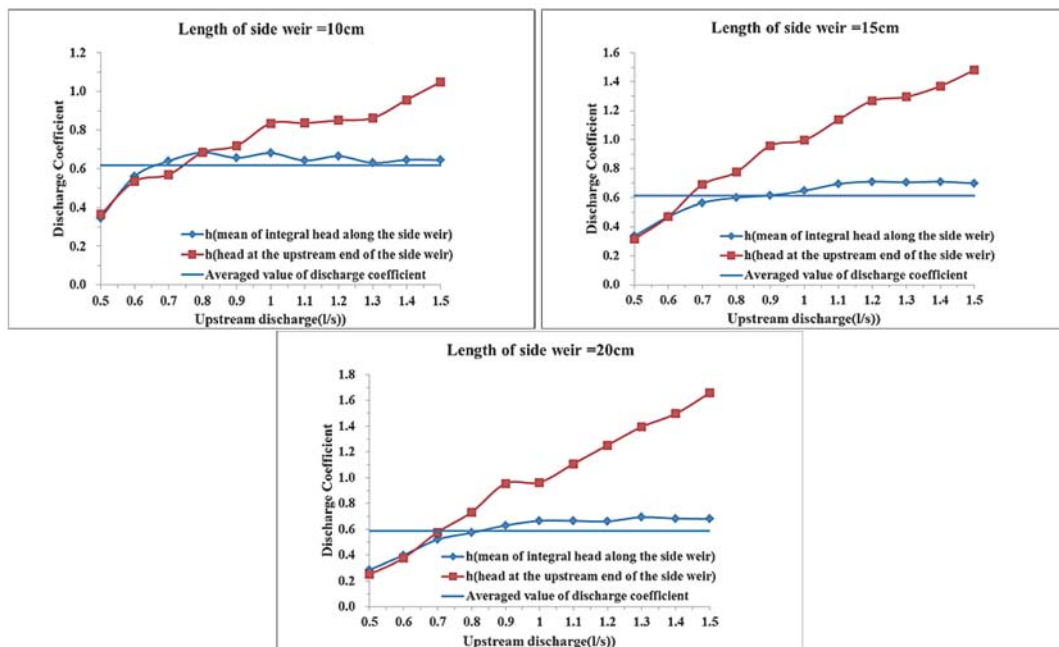 Length of side weir =10cm
Discharge Coefficient
1.2
1.0
0.8
0.6
0.4
0.2
0.0
h(mean of integral head along the side weir)
h(head at the upstream end of the side weir)
Averaged value of discharge coefficient
0.5 0.6 0.7 0.8 0.9 1 1.1 1.2 1.3 1.4 1.5
Upstream discharge(l/s))
Length of side weir =15cm
Discharge Coefficient
1.6
1.4
1.2
1.0
0.8
0.6
0.4
0.2
0.0
h(mean of integral head along the side weir)
h(head at the upstream end of the side weir)
Averaged value of discharge coefficient
0.5 0.6 0.7 0.8 0.9 1 1.1 1.2 1.3 1.4 1.5
Upstream discharge(l/s))
Length of side weir =20cm
Discharge Coefficient
1.8
1.6
1.4
1.2
1.0
0.8
0.6
0.4
0.2
0.0
h(mean of integral head along the side weir)
h(head at the upstream end of the side weir)
Averaged value of discharge coefficient
0.5 0.6 0.7 0.8 0.9 1 1.1 1.2 1.3 1.4 1.5
Upstream discharge(l/s))